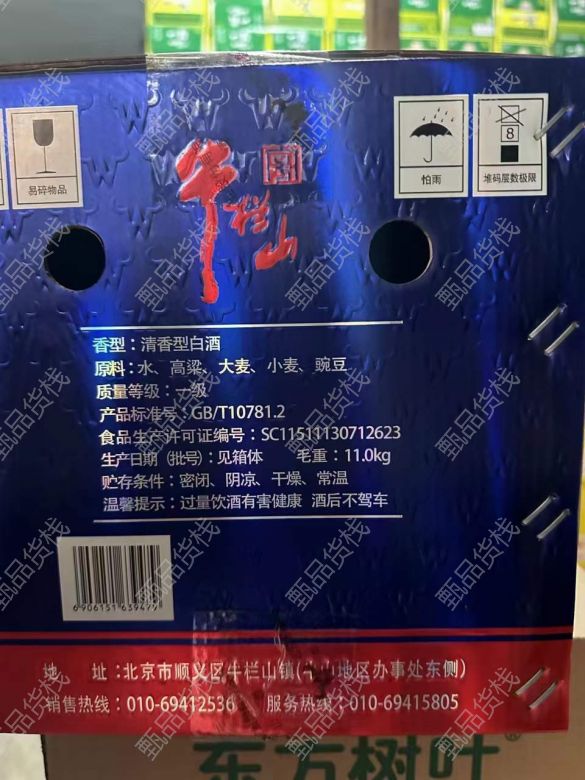 易碎物品
怕雨
8
堆码层数极限
牛栏山
香型：清香型白酒
原料：水、高粱、大麦、小麦、豌豆
质量等级：一级
产品标准号：GB/T10781.2
食品生产许可证编号：SC11511130712623
生产日期（批号）：见箱体 毛重：11.0kg
贮存条件：密闭、阴凉、干燥、常温
温馨提示：过量饮酒有害健康 酒后不驾车
6906151639499
地 址：北京市顺义区牛栏山镇(牛山地区办事处东侧)
销售热线：010-69412536 服务热线：010-69415805
东方树叶
甄品货栈